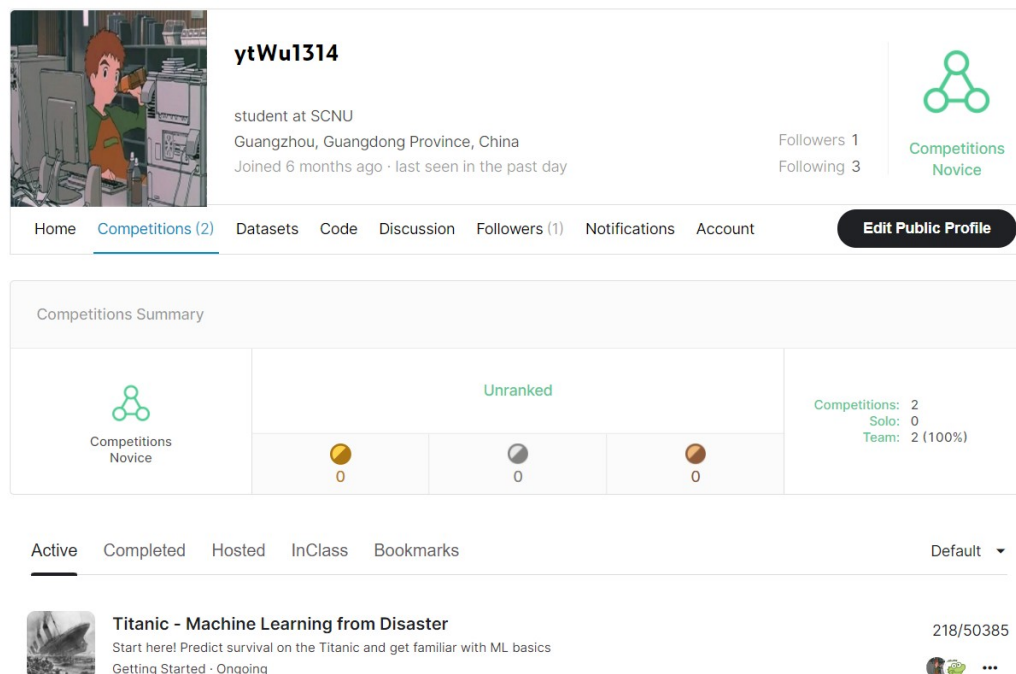 ytWu1314
student at SCNU
Guangzhou, Guangdong Province, China
Joined 6 months ago · last seen in the past day
Followers 1
Following 3
Competitions
Novice
Home Competitions (2) Datasets Code Discussion Followers (1) Notifications Account Edit Public Profile
Competitions Summary
Competitions
Novice
Unranked
0 0 0
Competitions: 2
Solo: 0
Team: 2 (100%)
Active Completed Hosted InClass Bookmarks Default
Titanic - Machine Learning from Disaster
Start here! Predict survival on the Titanic and get familiar with ML basics
Getting Started · Ongoing
218/50385